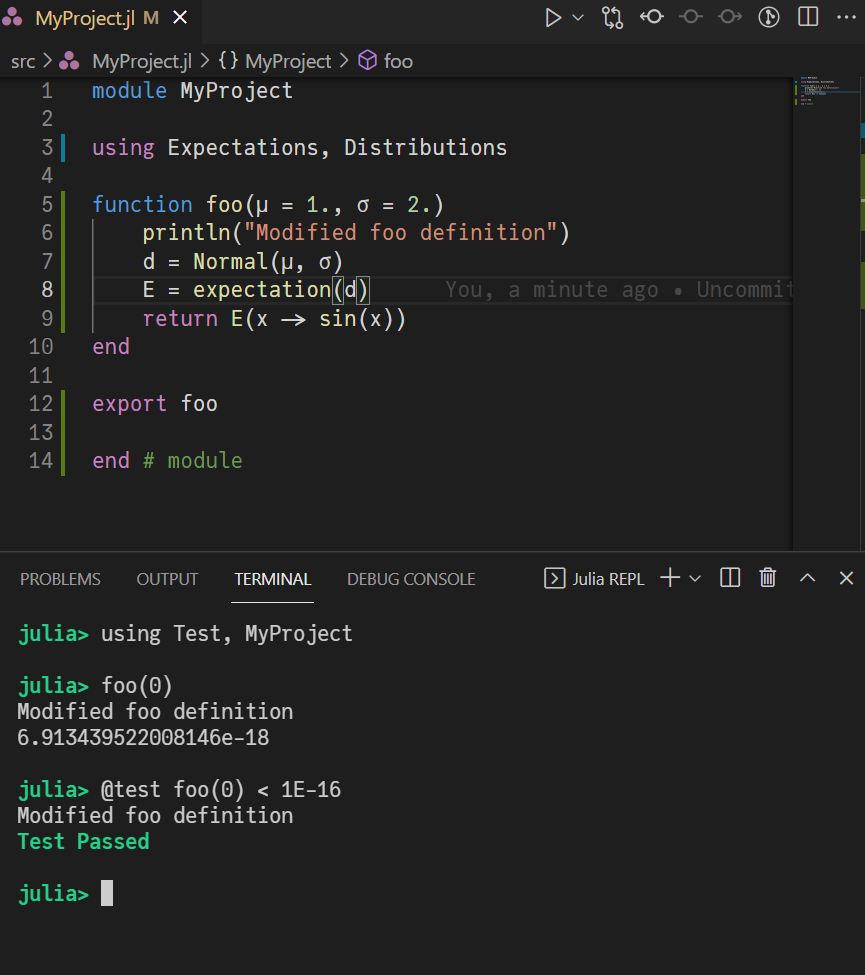 MyProject.jl M
src > MyProject.jl > {} MyProject > foo
1 module MyProject
2
3 using Expectations, Distributions
4
5 function foo(μ = 1., σ = 2.)
6 println("Modified foo definition")
7 d = Normal(μ, σ)
8 E = expectation(d) You, a minute ago • Uncommit
9 return E(x -> sin(x))
10 end
11
12 export foo
13
14 end # module
PROBLEMS OUTPUT TERMINAL DEBUG CONSOLE Julia REPL
julia> using Test, MyProject
julia> foo(0)
Modified foo definition
6.913439522008146e-18
julia> @test foo(0) < 1E-16
Modified foo definition
Test Passed
julia>